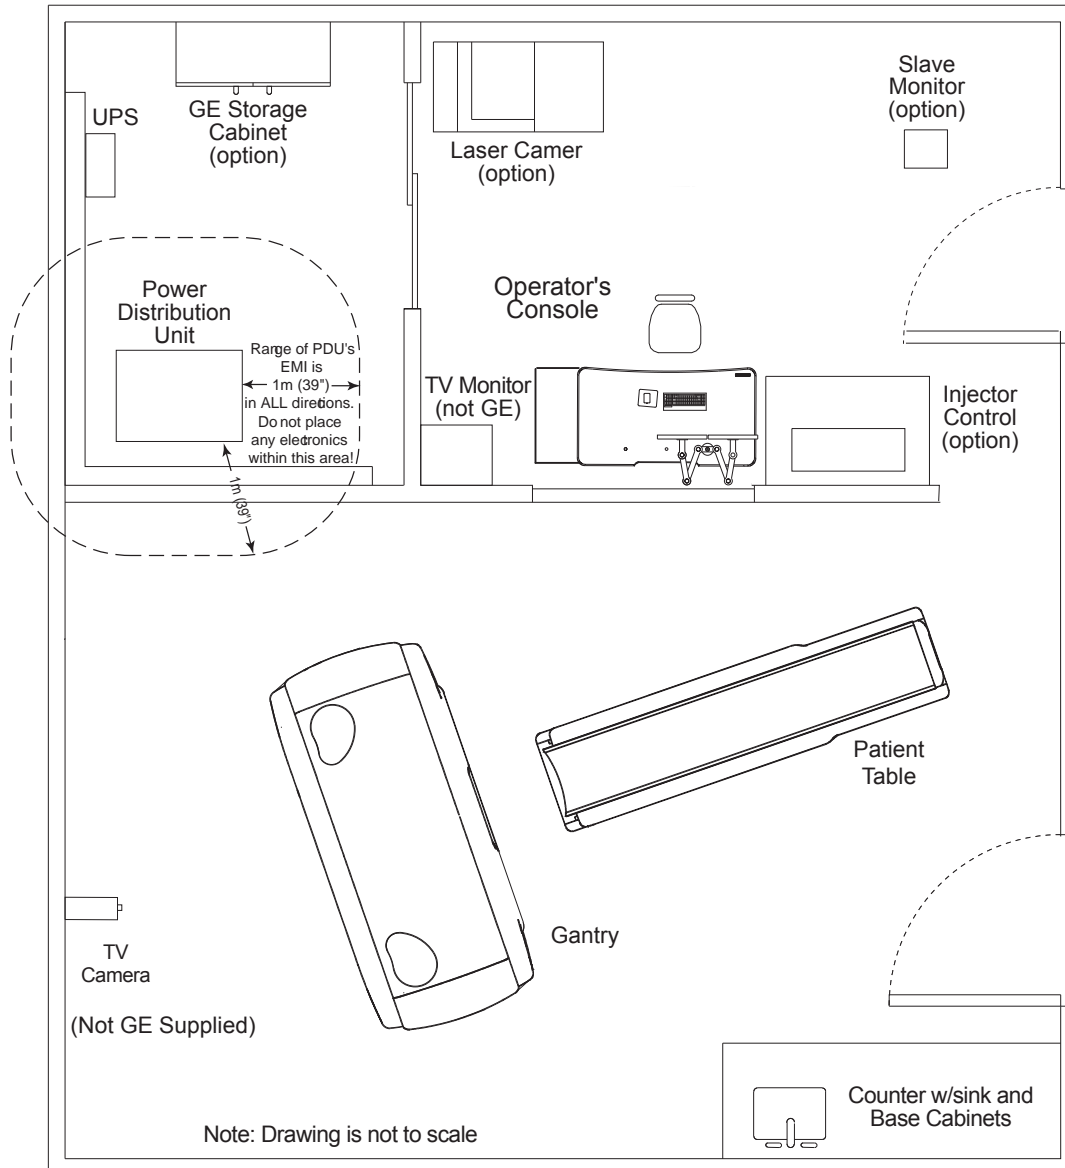 UPS
GE Storage
Cabinet
(option)
Laser Camer
(option)
Slave
Monitor
(option)
Power
Distribution
Unit
Range of PDU's
EMI is
1m (39")
in ALL directions.
Do not place
any electronics
within this area!
1m (39")
Operator's
Console
TV Monitor
(not GE)
Injector
Control
(option)
Patient
Table
Gantry
TV
Camera
(Not GE Supplied)
Counter w/sink and
Base Cabinets
Note: Drawing is not to scale